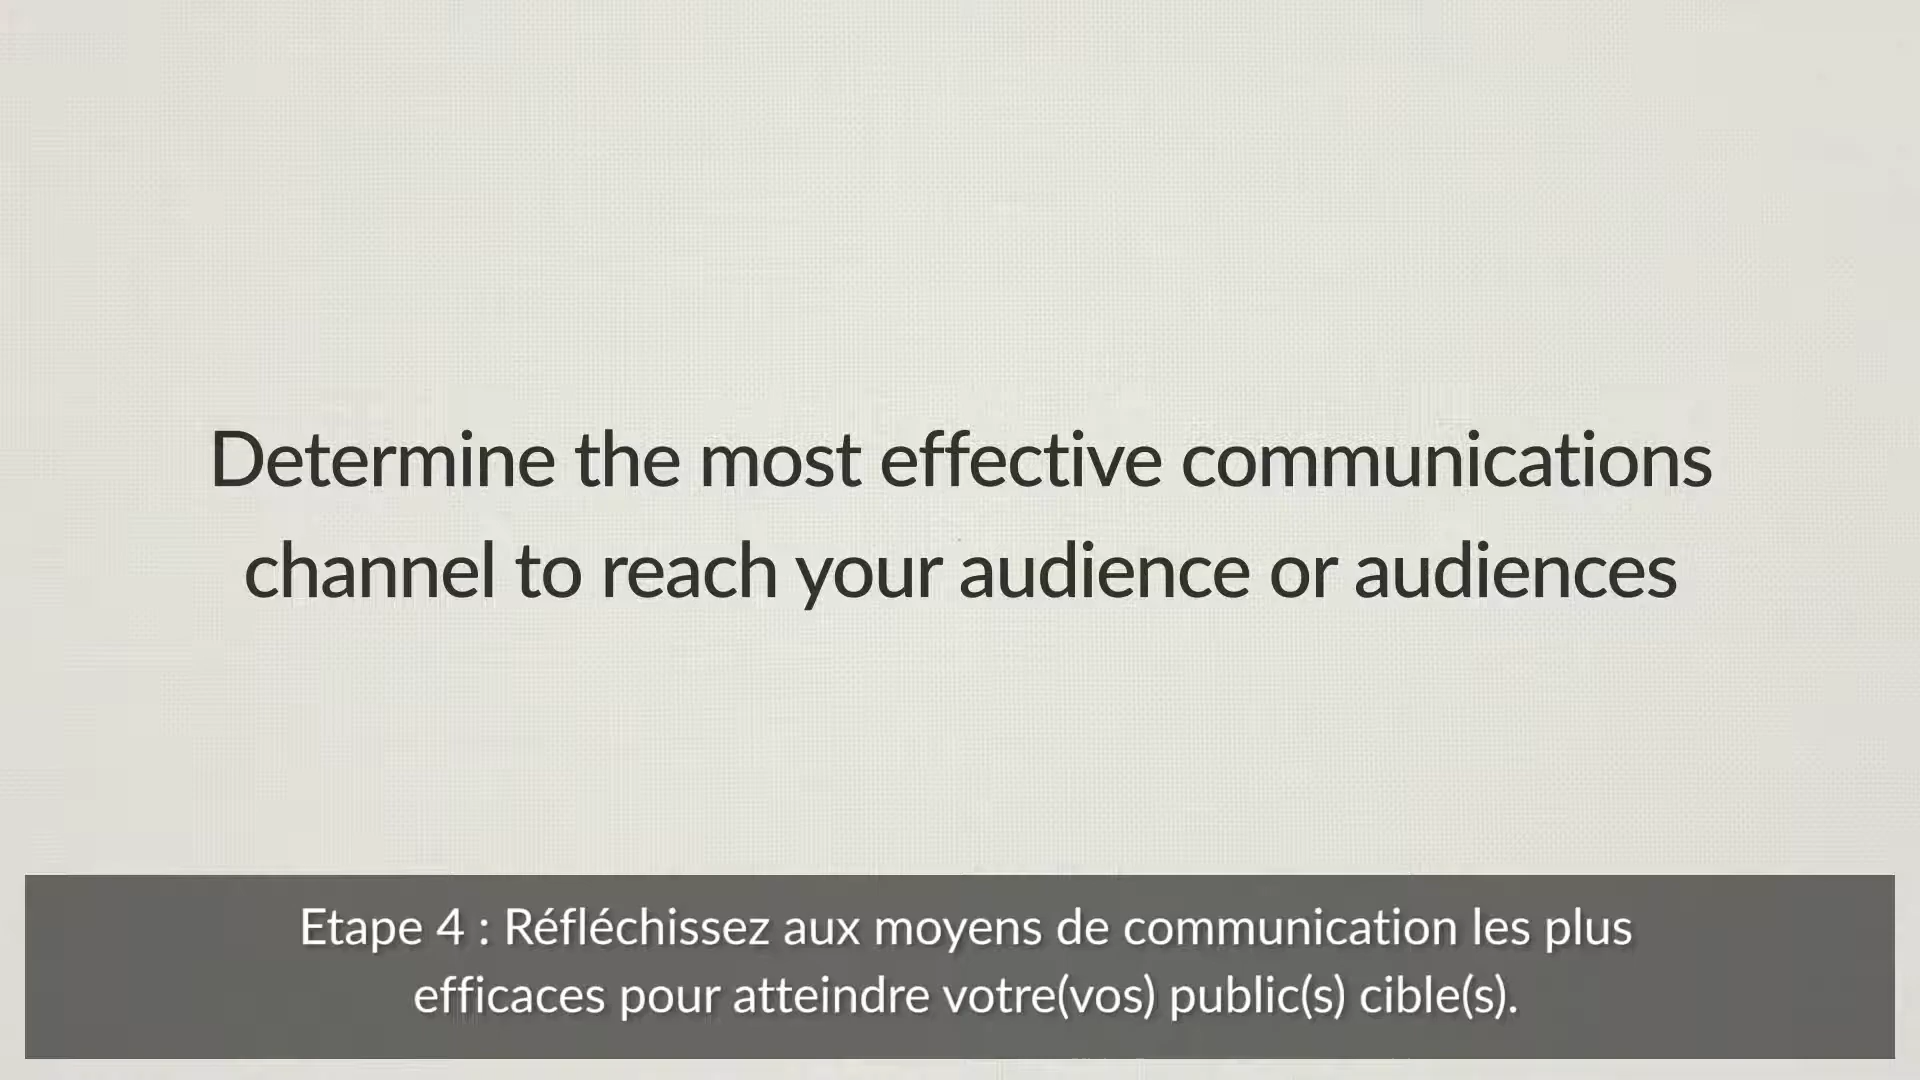 Determine the most effective communications
channel to reach your audience or audiences
Etape 4 : Réfléchissez aux moyens de communication les plus
efficaces pour atteindre votre(vos) public(s) cible(s).